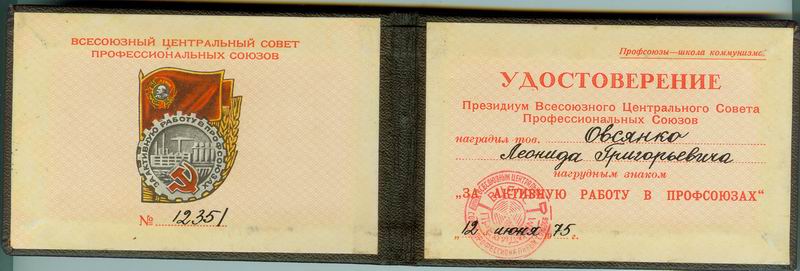 ВСЕСОЮЗНЫЙ ЦЕНТРАЛЬНЫЙ СОВЕТ
ПРОФЕССИОНАЛЬНЫХ СОЮЗОВ
ЗА АКТИВНУЮ РАБОТУ В ПРОФСОЮЗАХ
№ 12351
Профсоюзы—школа коммунизма.
УДОСТОВЕРЕНИЕ
Президиум Всесоюзного Центрального Совета
Профессиональных Союзов
наградил тов. Овсянко
Леонида Григорьевича
нагрудным знаком
"ЗА АКТИВНУЮ РАБОТУ В ПРОФСОЮЗАХ"
"12 июня 75 г.